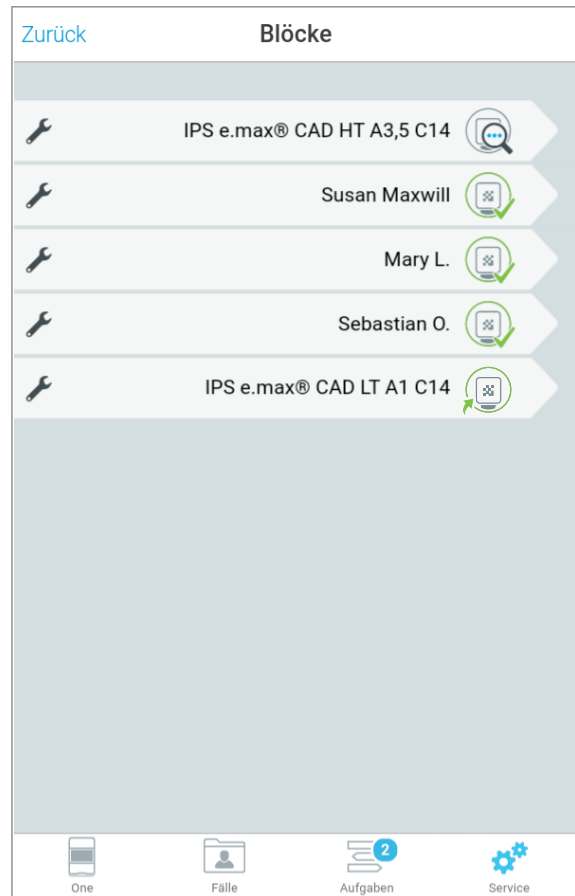 Zurück Blöcke
IPS e.max® CAD HT A3,5 C14
Susan Maxwill
Mary L.
Sebastian O.
IPS e.max® CAD LT A1 C14
2
One Fälle Aufgaben Service